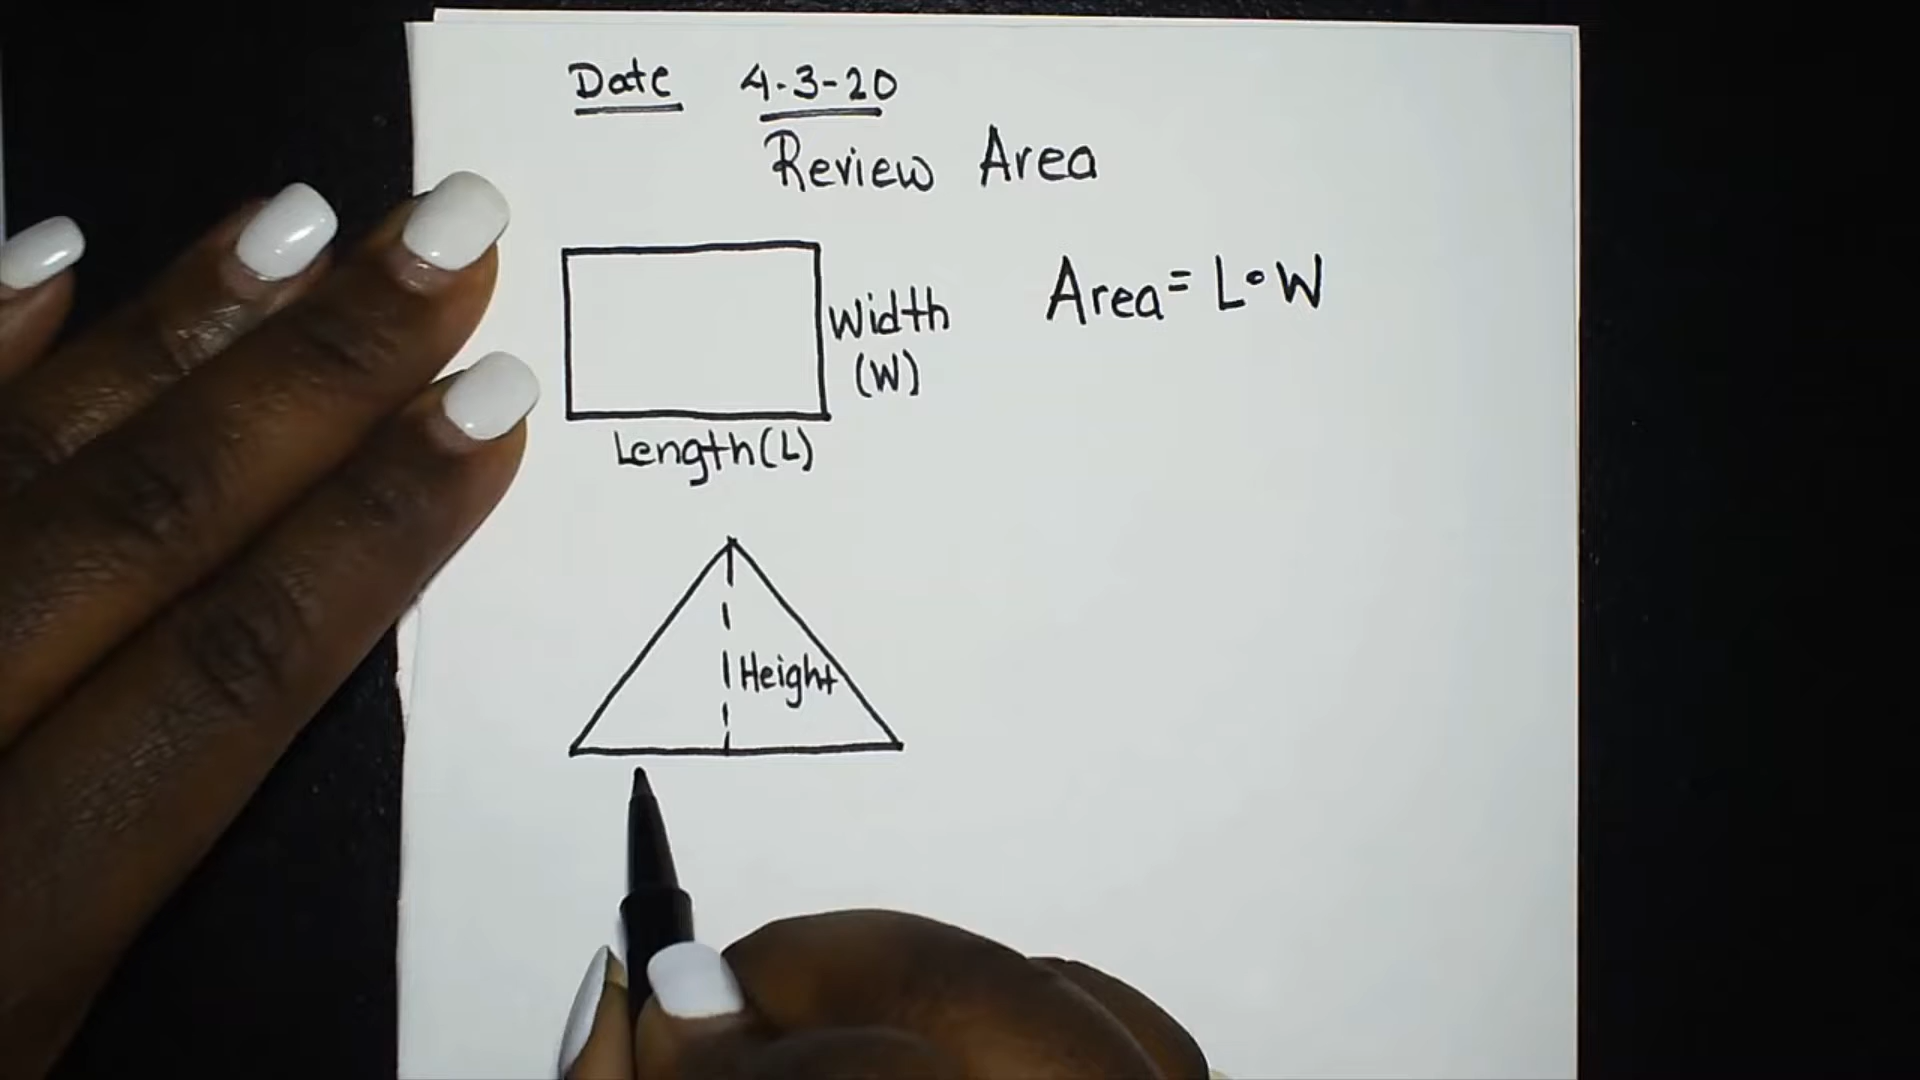 Date 4-3-20
Review Area
Width
(W)
Area = L•W
Length (L)
Height